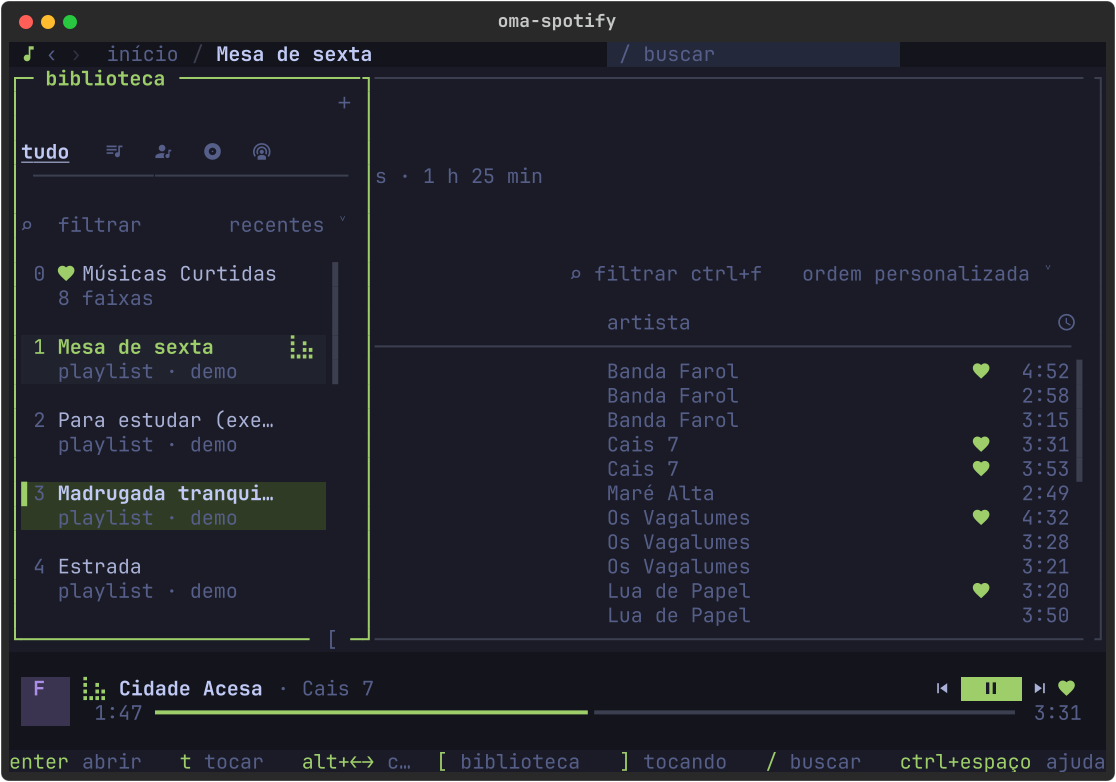 oma-spotify
início / Mesa de sexta / buscar
biblioteca
+
tudo
s · 1 h 25 min
filtrar recentes
filtrar ctrl+f ordem personalizada
0 Músicas Curtidas
8 faixas
artista
1 Mesa de sexta
playlist · demo
2 Para estudar (exe…
playlist · demo
3 Madrugada tranqui…
playlist · demo
4 Estrada
playlist · demo
[
Banda Farol 4:52
Banda Farol 2:58
Banda Farol 3:15
Cais 7 3:31
Cais 7 3:53
Maré Alta 2:49
Os Vagalumes 4:32
Os Vagalumes 3:28
Os Vagalumes 3:21
Lua de Papel 3:20
Lua de Papel 3:50
F
Cidade Acesa · Cais 7
1:47 3:31
enter abrir t tocar alt+←→ c… [ biblioteca ] tocando / buscar ctrl+espaço ajuda